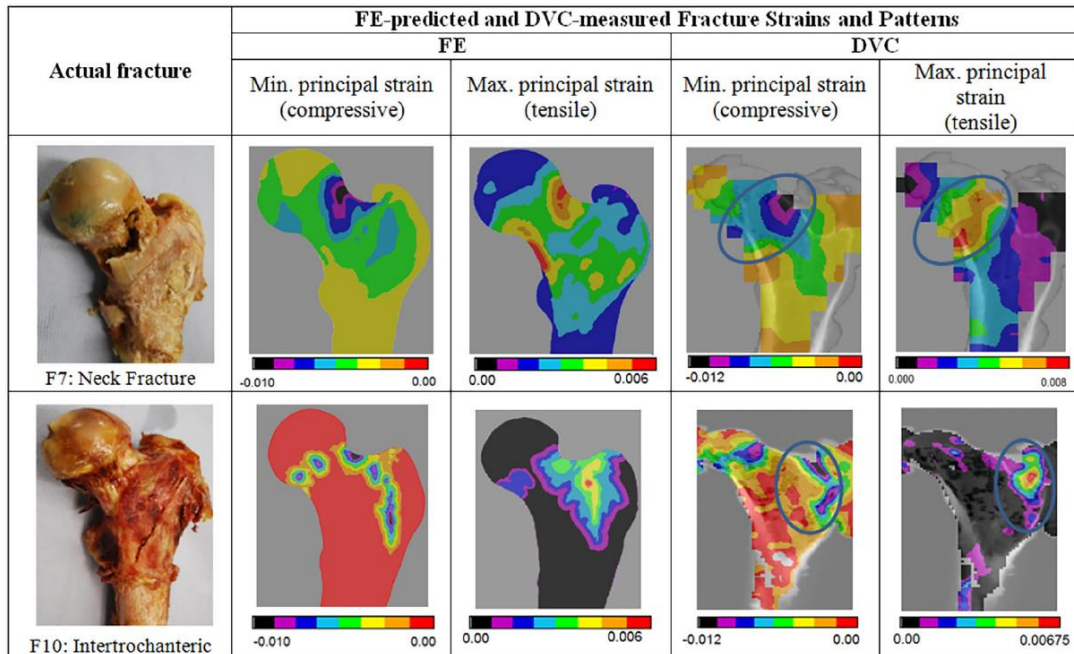 FE-predicted and DVC-measured Fracture Strains and Patterns
Actual fracture
FE
DVC
Min. principal strain
(compressive)
Max. principal strain
(tensile)
Min. principal strain
(compressive)
Max. principal
strain
(tensile)
F7: Neck Fracture
-0.010 0.00
0.00 0.006
-0.012 0.00
0.000 0.008
F10: Intertrochanteric
-0.010 0.00
0.00 0.006
-0.012 0.00
0.00 0.00675